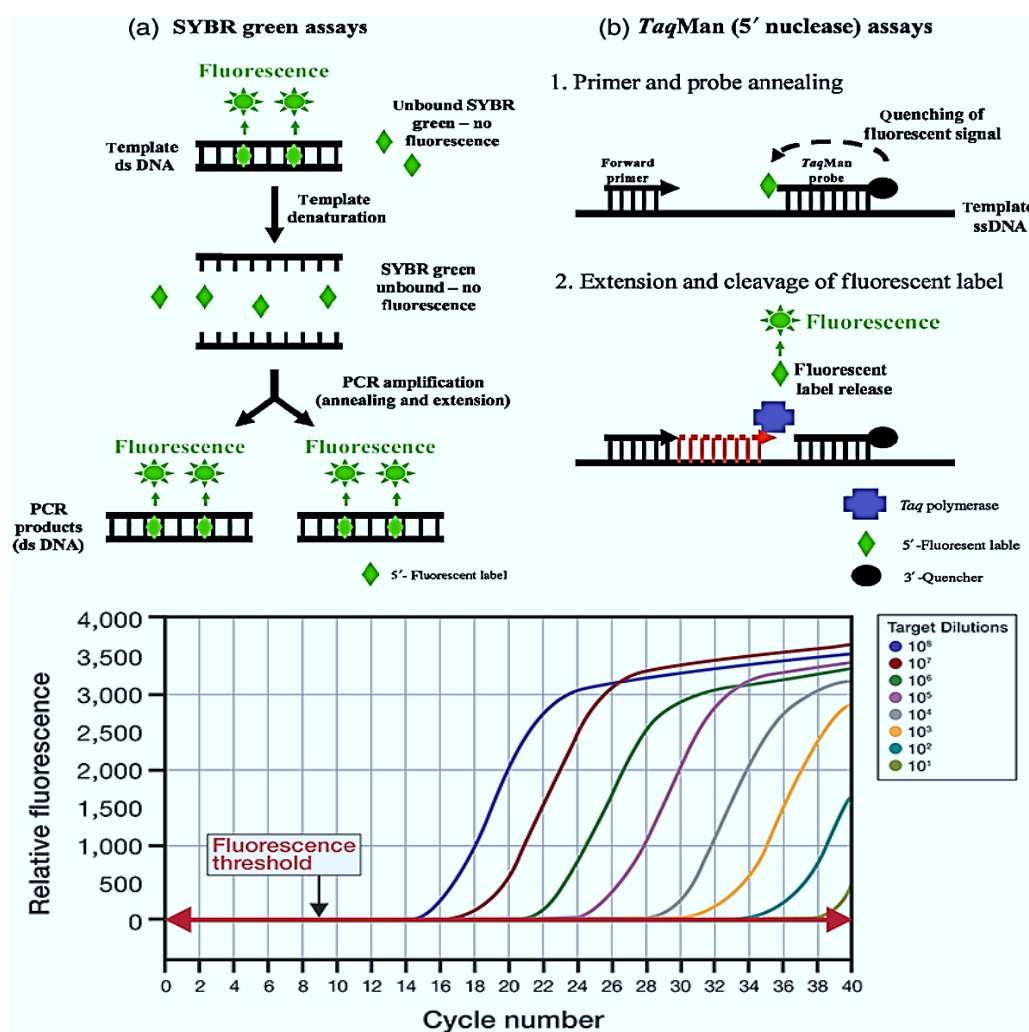 (a) SYBR green assays
Fluorescence
Unbound SYBR
green – no
fluorescence
Template
ds DNA
Template
denaturation
SYBR green
unbound – no
fluorescence
PCR amplification
(annealing and extension)
Fluorescence
Fluorescence
PCR
products
(ds DNA)
5′- Fluorescent label
(b) TaqMan (5′ nuclease) assays
1. Primer and probe annealing
Quenching of
fluorescent signal
Forward
primer
TaqMan
probe
Template
ssDNA
2. Extension and cleavage of fluorescent label
Fluorescence
Fluorescent
label release
Taq polymerase
5′-Fluoresent lable
3′-Quencher
4,000
3,500
3,000
2,500
2,000
1,500
1,000
500
0
Relative fluorescence
Fluorescence
threshold
0 2 4 6 8 10 12 14 16 18 20 22 24 26 28 30 32 34 36 38 40
Cycle number
Target Dilutions
10⁸
10⁷
10⁶
10⁵
10⁴
10³
10²
10¹